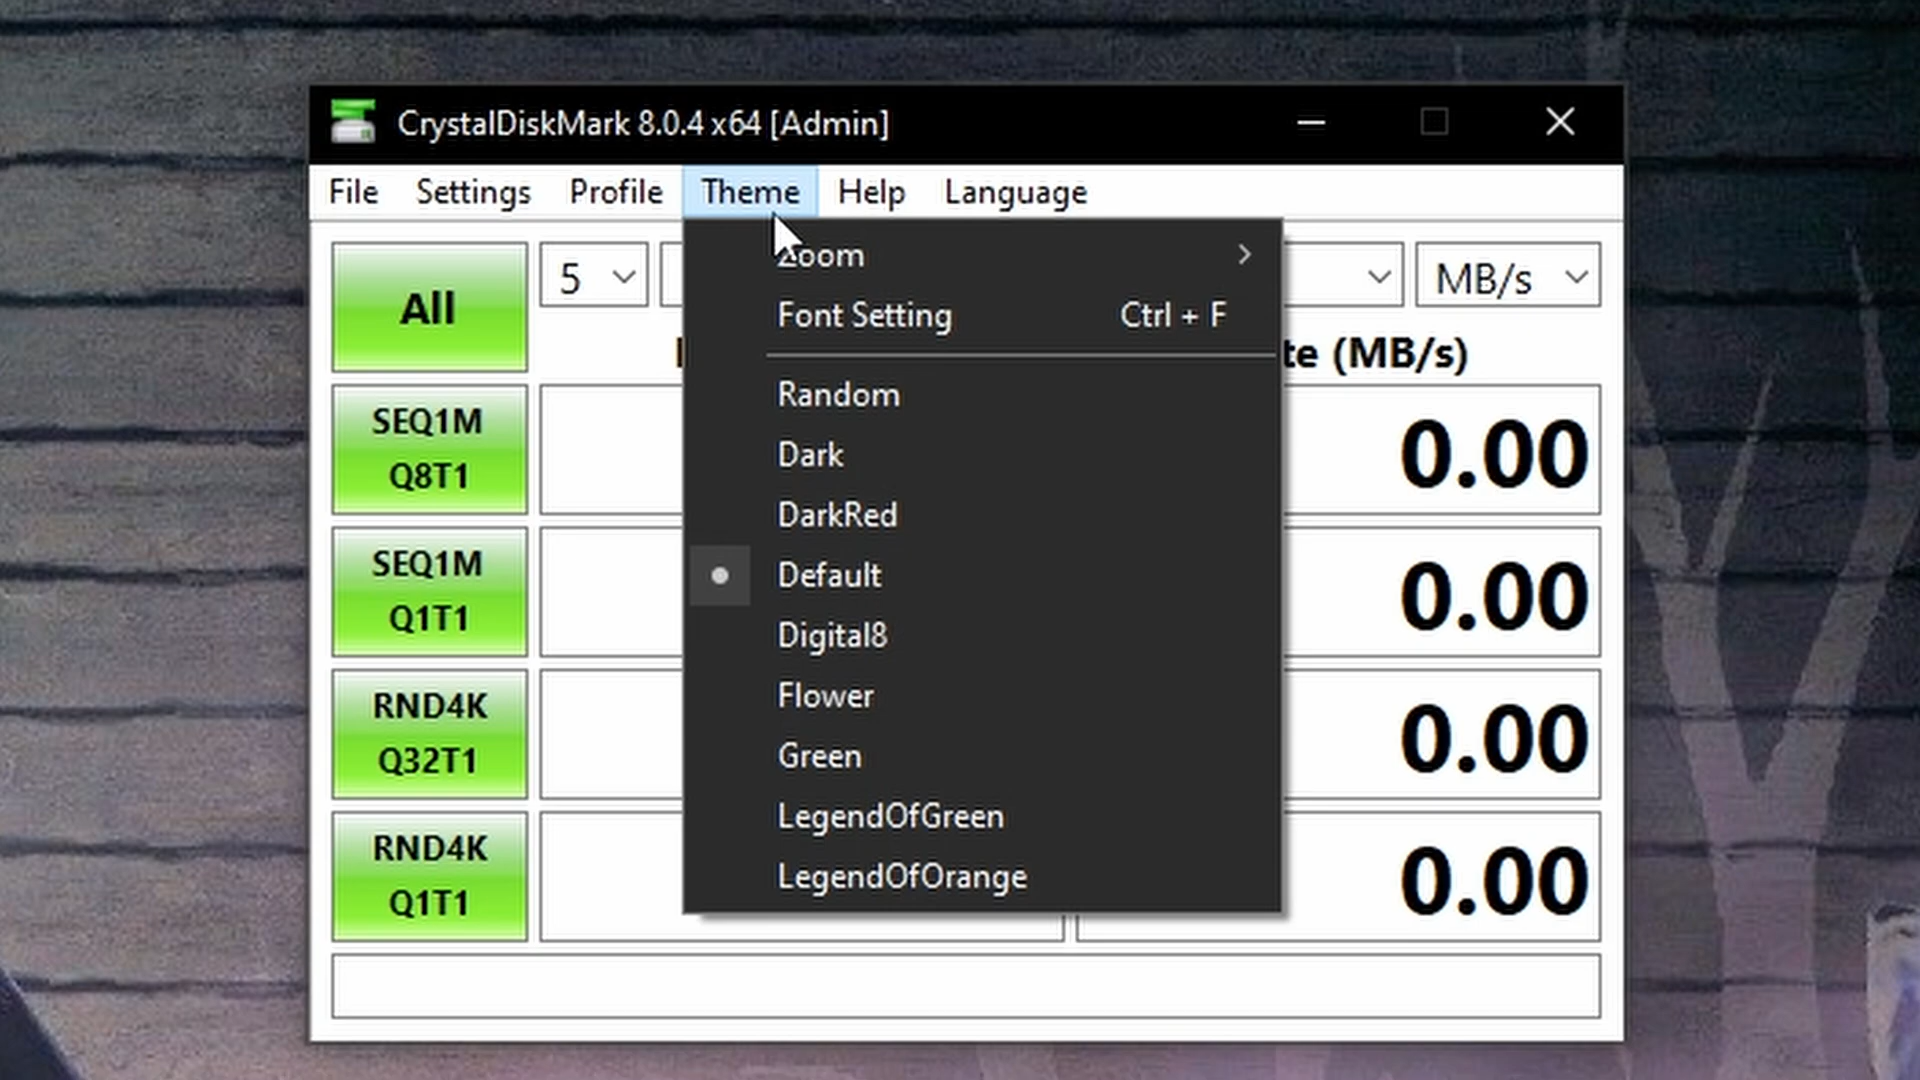 CrystalDiskMark 8.0.4 x64 [Admin]
File Settings Profile Theme Help Language
All
5
MB/s
te (MB/s)
Zoom
Font Setting Ctrl + F
Random
Dark
DarkRed
Default
Digital8
Flower
Green
LegendOfGreen
LegendOfOrange
SEQ1M
Q8T1
0.00
SEQ1M
Q1T1
0.00
RND4K
Q32T1
0.00
RND4K
Q1T1
0.00